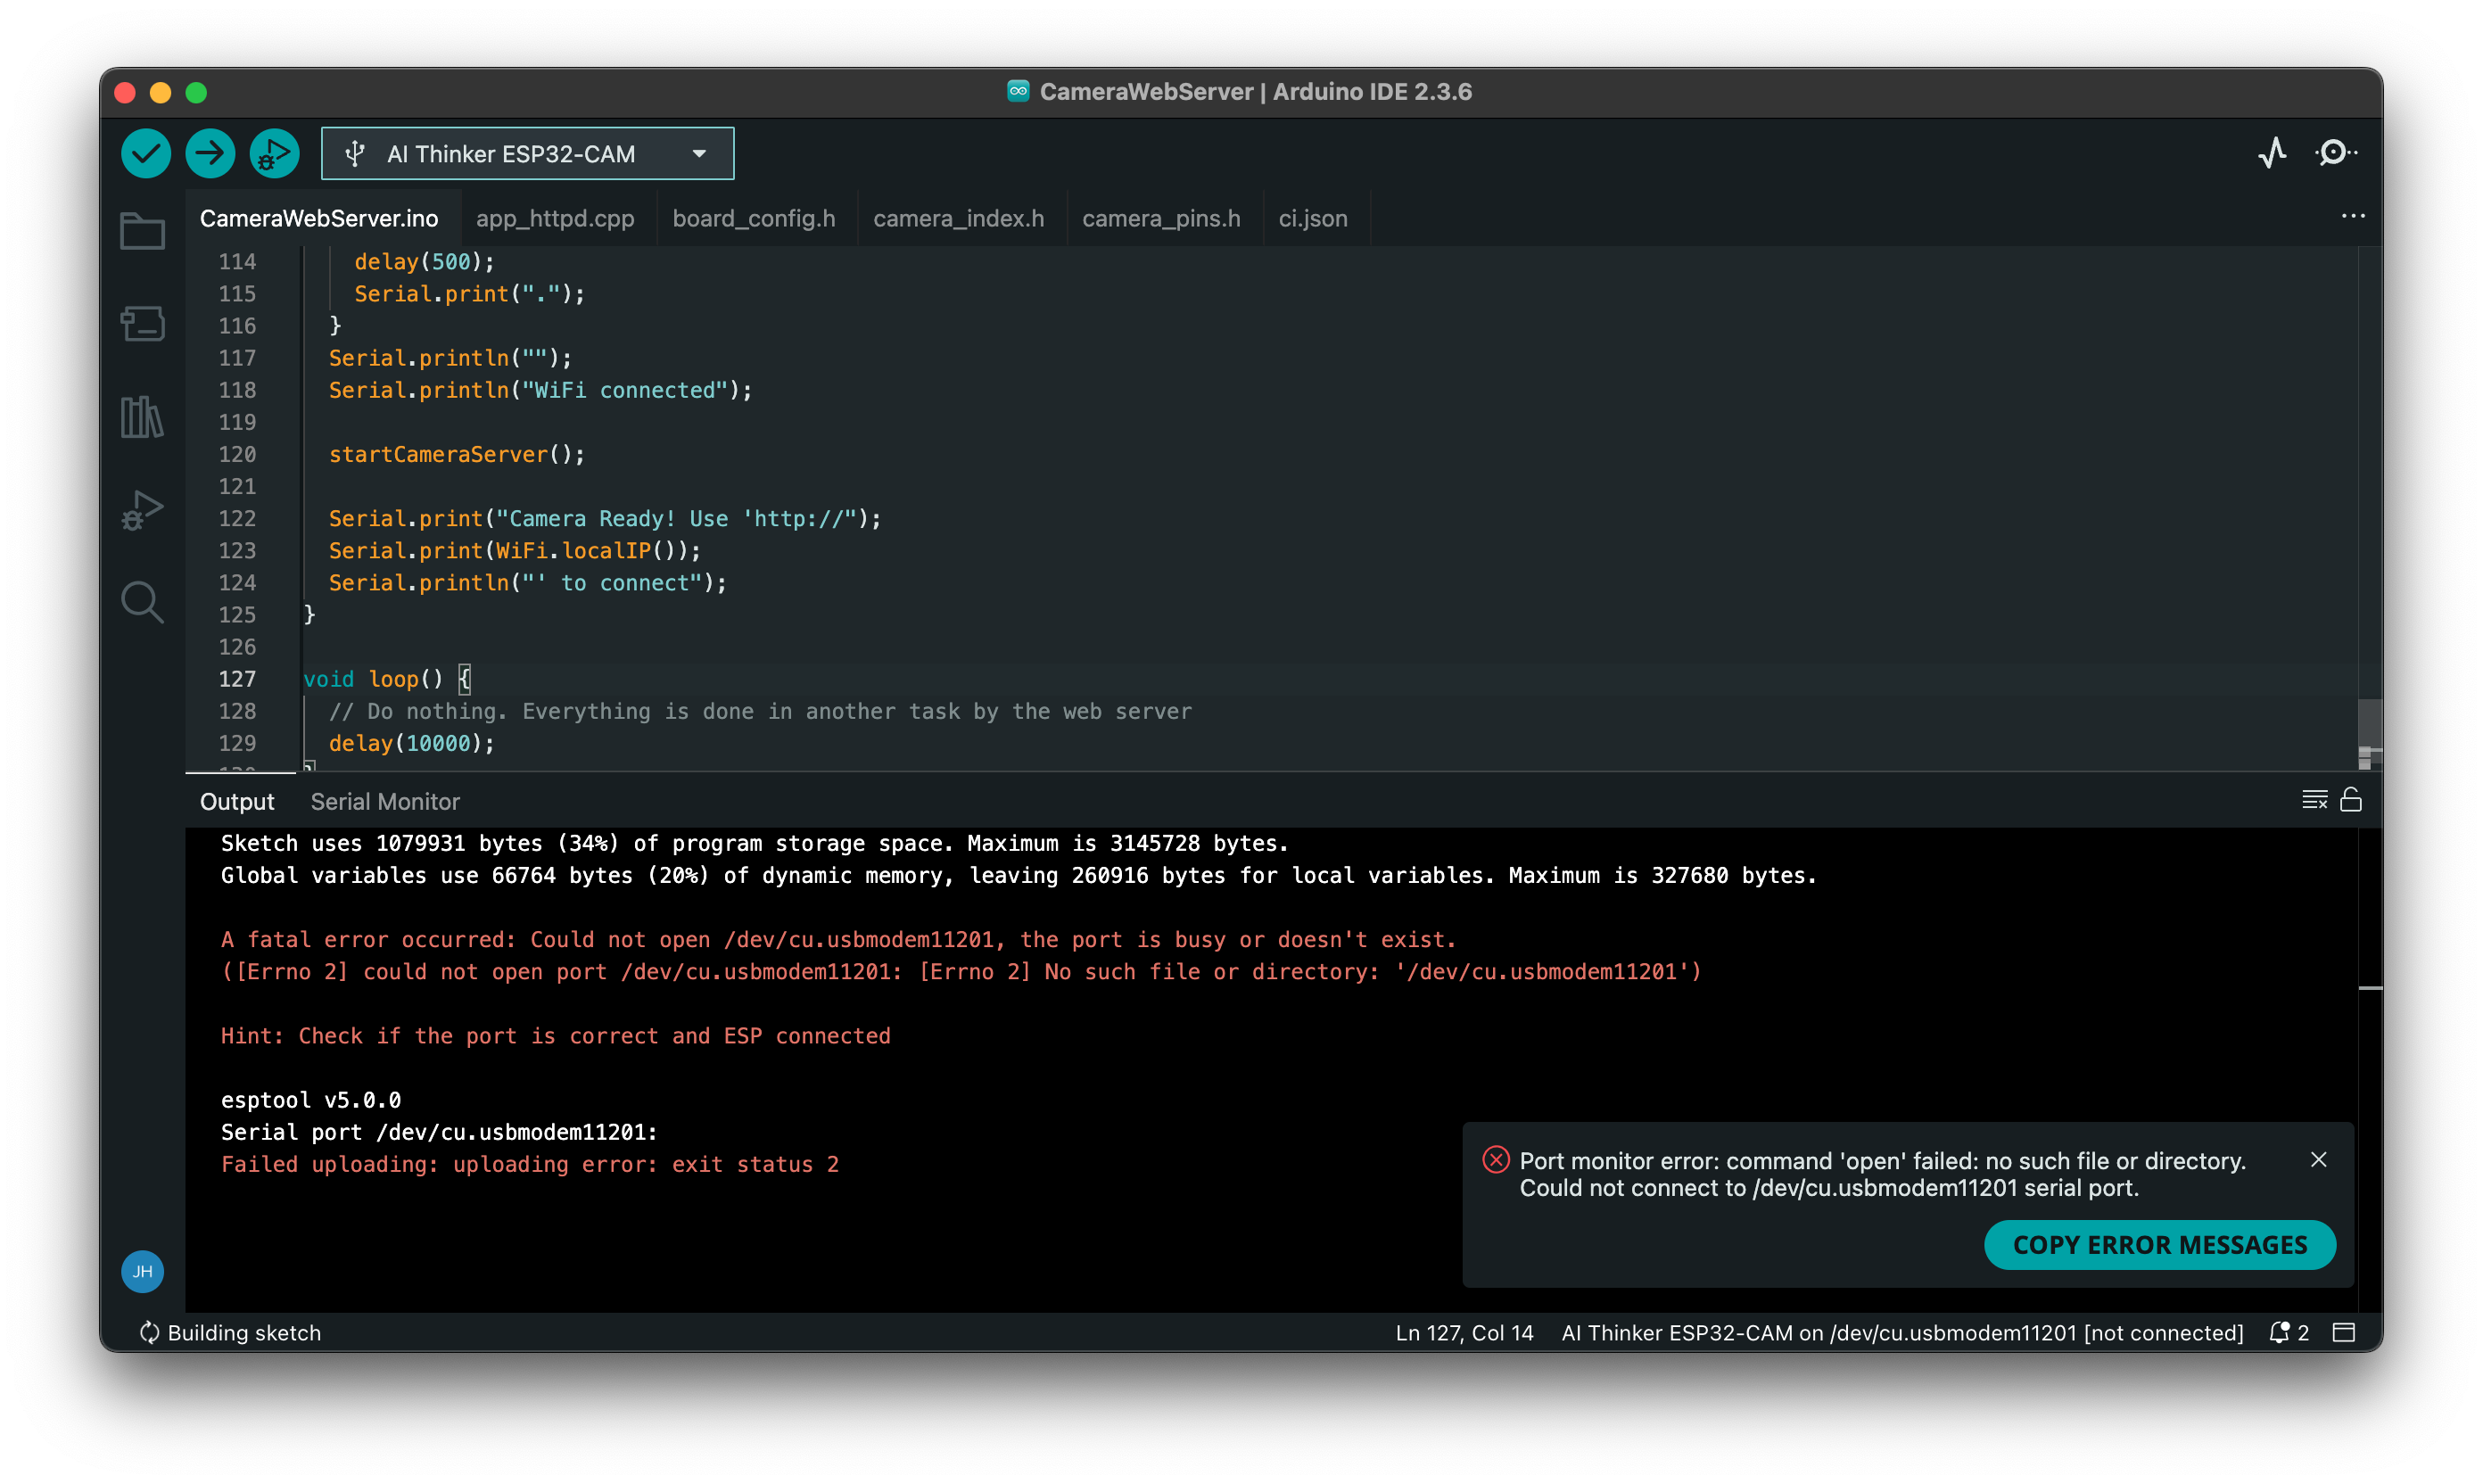 CameraWebServer | Arduino IDE 2.3.6
AI Thinker ESP32-CAM
CameraWebServer.ino app_httpd.cpp board_config.h camera_index.h camera_pins.h ci.json
114 delay(500);
115 Serial.print(".");
116 }
117 Serial.println("");
118 Serial.println("WiFi connected");
119
120 startCameraServer();
121
122 Serial.print("Camera Ready! Use 'http://");
123 Serial.print(WiFi.localIP());
124 Serial.println("' to connect");
125 }
126
127 void loop() {
128 // Do nothing. Everything is done in another task by the web server
129 delay(10000);
Output Serial Monitor
Sketch uses 1079931 bytes (34%) of program storage space. Maximum is 3145728 bytes.
Global variables use 66764 bytes (20%) of dynamic memory, leaving 260916 bytes for local variables. Maximum is 327680 bytes.
A fatal error occurred: Could not open /dev/cu.usbmodem11201, the port is busy or doesn't exist.
([Errno 2] could not open port /dev/cu.usbmodem11201: [Errno 2] No such file or directory: '/dev/cu.usbmodem11201')
Hint: Check if the port is correct and ESP connected
esptool v5.0.0
Serial port /dev/cu.usbmodem11201:
Failed uploading: uploading error: exit status 2
Port monitor error: command 'open' failed: no such file or directory.
Could not connect to /dev/cu.usbmodem11201 serial port.
COPY ERROR MESSAGES
JH
Building sketch Ln 127, Col 14 AI Thinker ESP32-CAM on /dev/cu.usbmodem11201 [not connected] 2